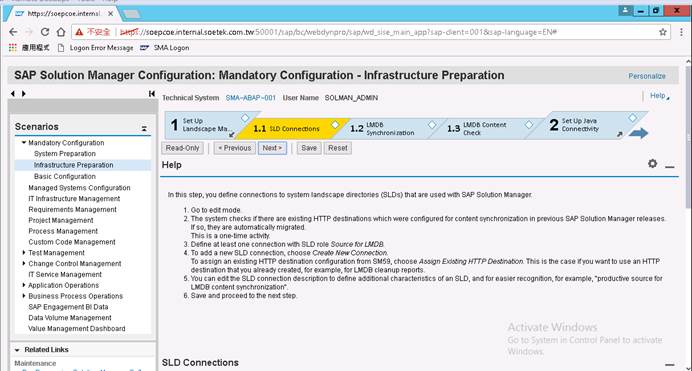 https://soepcoe.internal.s
不安全 https://soepcoe.internal.soetek.com.tw:50001/sap/bc/webdynpro/sap/wd_sise_main_app?sap-client=001&sap-language=EN#
應用程式 Logon Error Message SMA Logon
SAP Solution Manager Configuration: Mandatory Configuration - Infrastructure Preparation
Personalize
Technical System SMA~ABAP~001 User Name SOLMAN_ADMIN
Help
1 Set Up Landscape Ma...
1.1 SLD Connections
1.2 LMDB Synchronization
1.3 LMDB Content Check
2 Set Up Java Connectivity
Read-Only < Previous Next > Save Reset
Scenarios
Mandatory Configuration
System Preparation
Infrastructure Preparation
Basic Configuration
Managed Systems Configuration
IT Infrastructure Management
Requirements Management
Project Management
Process Management
Custom Code Management
Test Management
Change Control Management
IT Service Management
Application Operations
Business Process Operations
SAP Engagement BI Data
Data Volume Management
Value Management Dashboard
Related Links
Maintenance
Help
In this step, you define connections to system landscape directories (SLDs) that are used with SAP Solution Manager.
1. Go to edit mode.
2. The system checks if there are existing HTTP destinations which were configured for content synchronization in previous SAP Solution Manager releases.
If so, they are automatically migrated.
This is a one-time activity.
3. Define at least one connection with SLD role Source for LMDB.
4. To add a new SLD connection, choose Create New Connection.
To assign an existing HTTP destination configuration from SM59, choose Assign Existing HTTP Destination. This is the case if you want to use an HTTP
destination that you already created, for example, for LMDB cleanup reports.
5. You can edit the SLD connection description to define additional characteristics of an SLD, and for easier recognition, for example, "productive source for
LMDB content synchronization".
6. Save and proceed to the next step.
Activate Windows
Go to System in Control Panel to activate
Windows.
SLD Connections